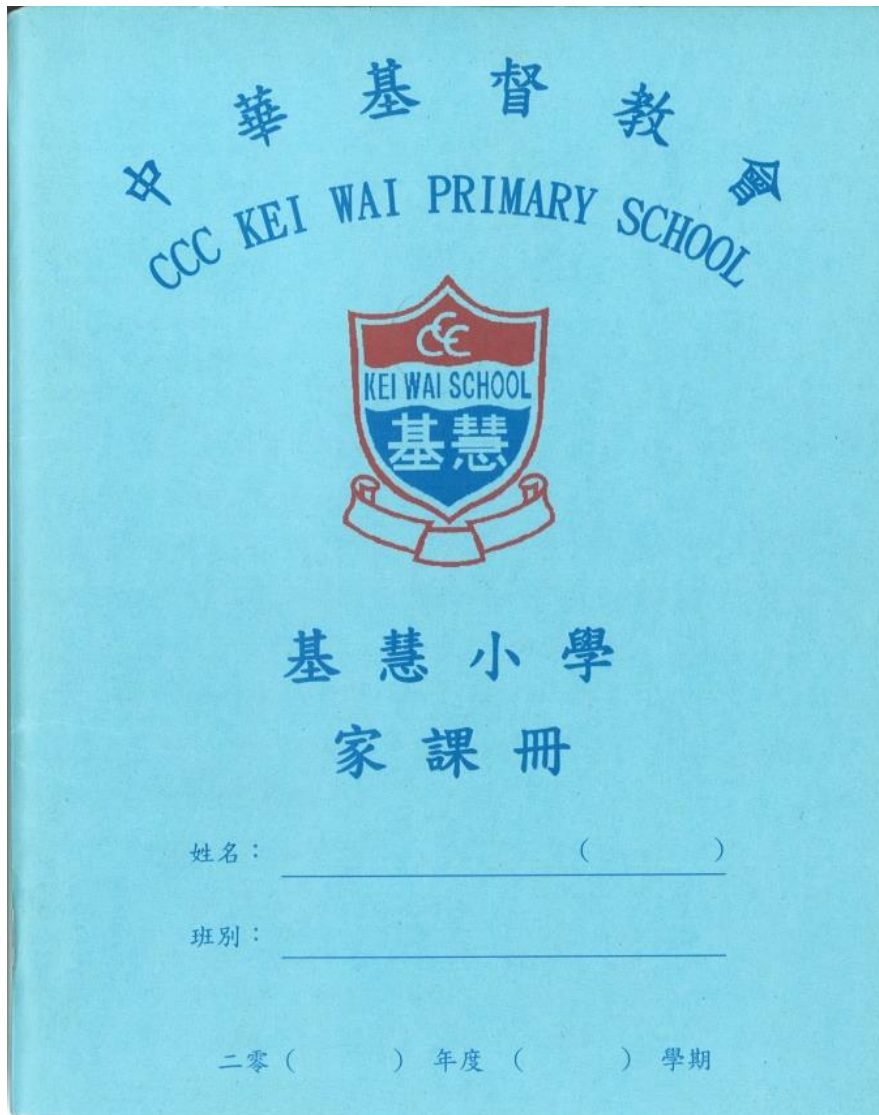 中華基督教會
CCC KEI WAI PRIMARY SCHOOL
CCC
KEI WAI SCHOOL
基慧
基慧小學
家課冊
姓名： （ ）
班別：
二零（ ）年度（ ）學期